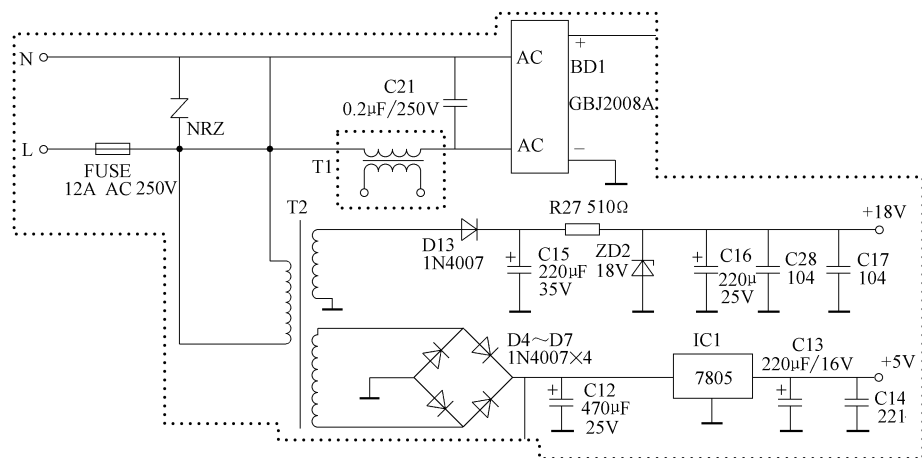 N
AC
+
BD1
C21
0.2μF/250V
GBJ2008A
NRZ
L
AC
−
FUSE
12A AC 250V
T1
T2
R27 510Ω
+18V
D13
1N4007
+
C15
220μF
35V
ZD2
18V
+
C16
220μ
25V
C28
104
C17
104
D4～D7
1N4007×4
IC1
7805
C13
220μF/16V
+5V
+
C12
470μF
25V
+
C14
221